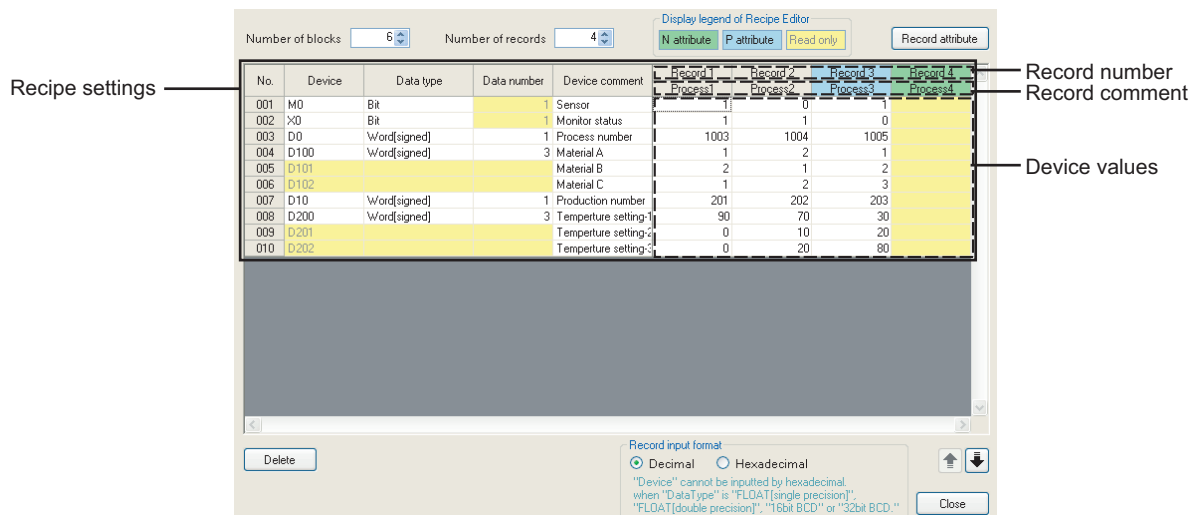 Display legend of Recipe Editor
Number of blocks 6 Number of records 4 N attribute P attribute Read only Record attribute
No. Device Data type Data number Device comment Record 1 Record 2 Record 3 Record 4 Record number
Process1 Process2 Process3 Process4 Record comment
Recipe settings
001 M0 Bit 1 Sensor 1 0 1
002 X0 Bit 1 Monitor status 1 1 0
003 D0 Word[signed] 1 Process number 1003 1004 1005
004 D100 Word[signed] 3 Material A 1 2 1
005 D101 Material B 2 1 2
Device values
006 D102 Material C 1 2 3
007 D10 Word[signed] 1 Production number 201 202 203
008 D200 Word[signed] 3 Temperture setting-1 90 70 30
009 D201 Temperture setting-2 0 10 20
010 D202 Temperture setting-3 0 20 80
Record input format
Delete
Decimal Hexadecimal
"Device" cannot be inputted by hexadecimal.
when "DataType" is "FLOAT[single precision]",
"FLOAT[double precision]", "16bit BCD" or "32bit BCD."
Close